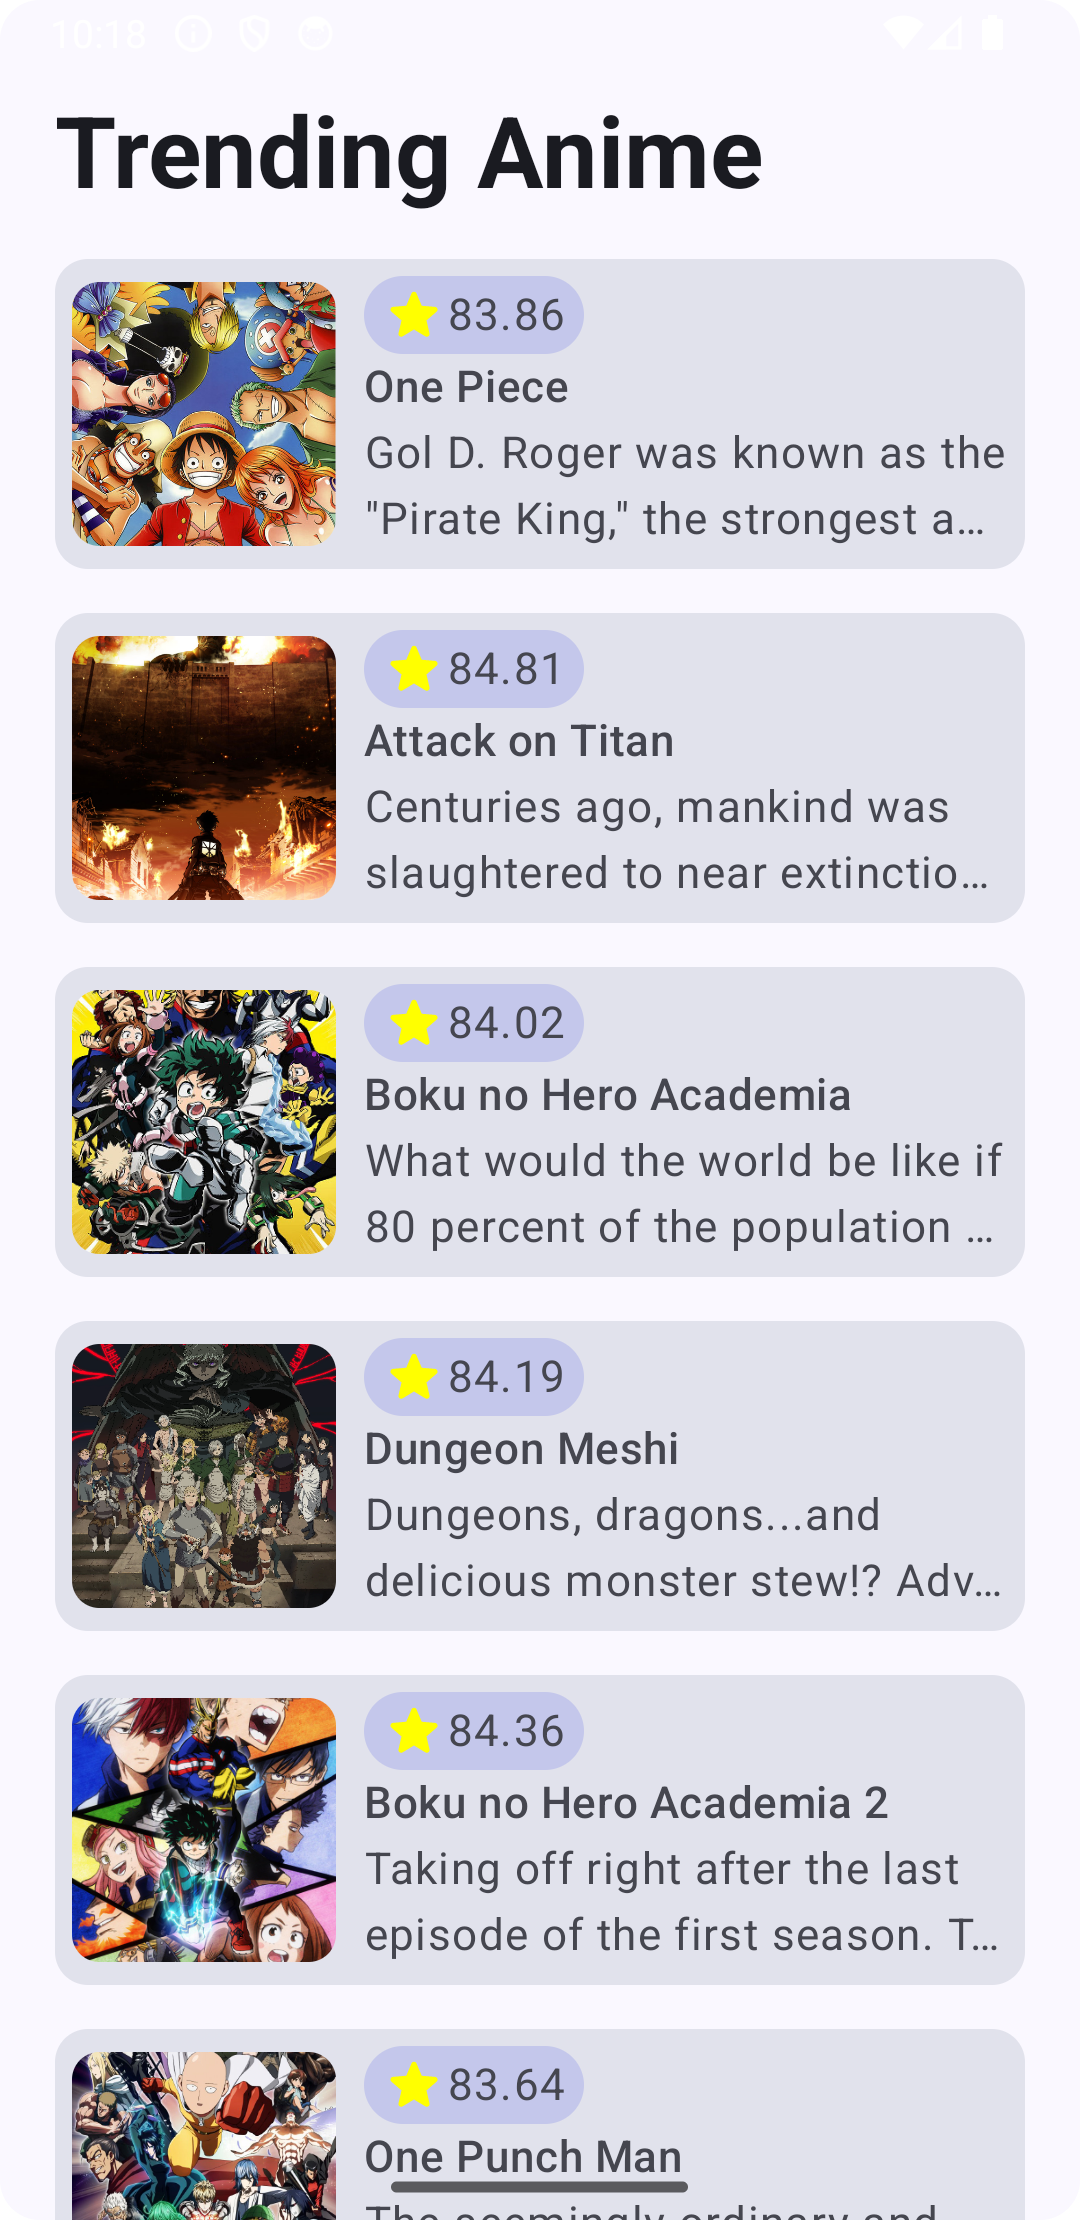 10:18
Trending Anime
83.86
One Piece
Gol D. Roger was known as the
"Pirate King," the strongest a…
84.81
Attack on Titan
Centuries ago, mankind was
slaughtered to near extinctio…
84.02
Boku no Hero Academia
What would the world be like if
80 percent of the population …
84.19
Dungeon Meshi
Dungeons, dragons...and
delicious monster stew!? Adv…
84.36
Boku no Hero Academia 2
Taking off right after the last
episode of the first season. T…
83.64
One Punch Man
The seemingly ordinary and